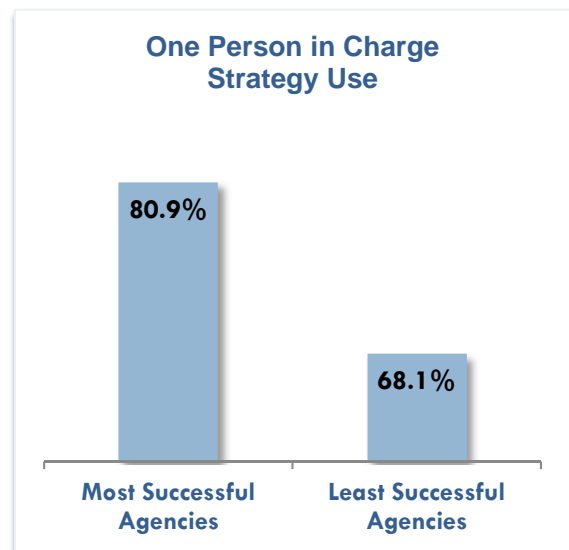 One Person in Charge
Strategy Use
80.9%
68.1%
Most Successful
Agencies
Least Successful
Agencies